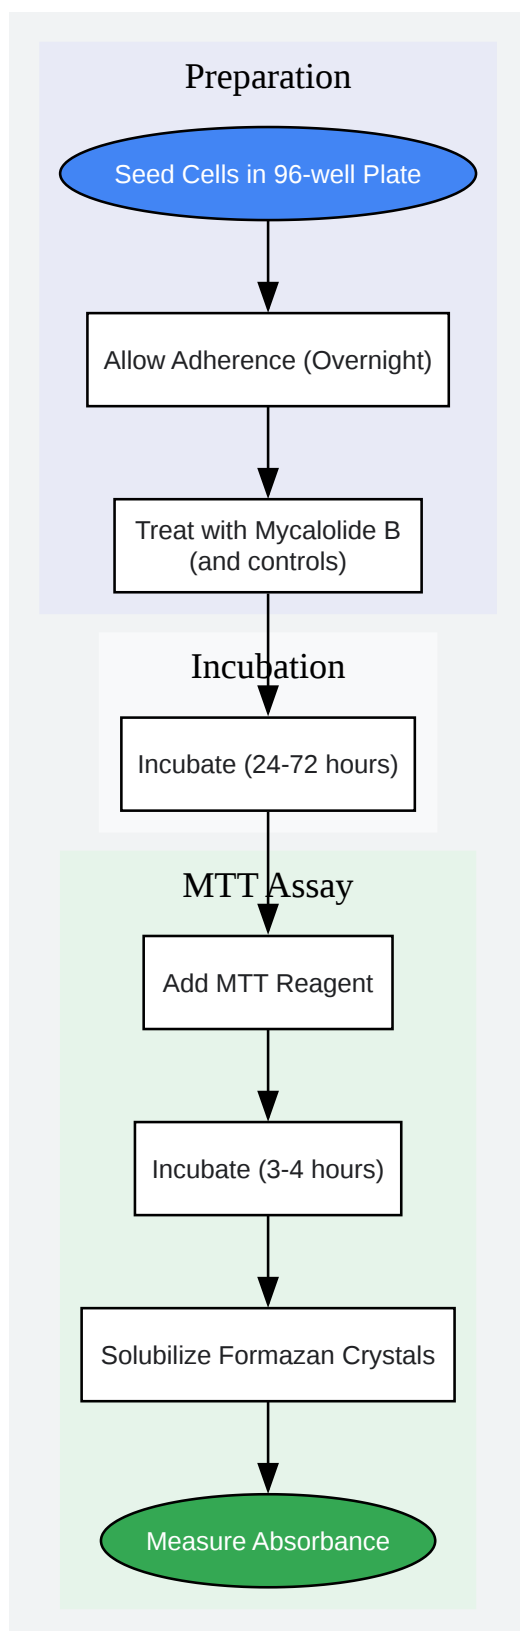 Preparation
Seed Cells in 96-well Plate
Allow Adherence (Overnight)
Treat with Mycalolide B
(and controls)
Incubation
Incubate (24-72 hours)
MTT Assay
Add MTT Reagent
Incubate (3-4 hours)
Solubilize Formazan Crystals
Measure Absorbance